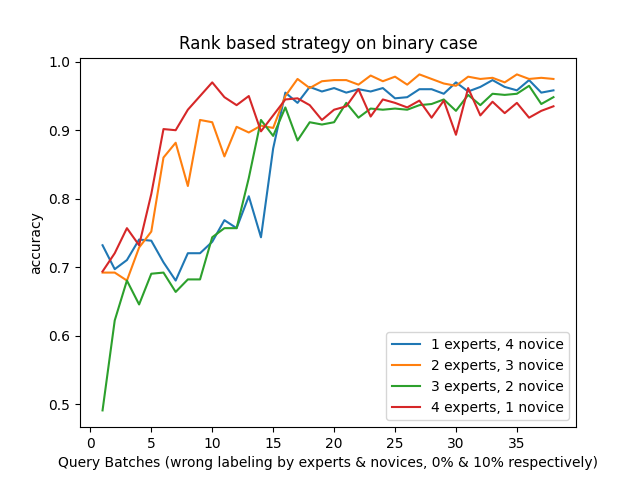 Rank based strategy on binary case
accuracy
1.0
0.9
0.8
0.7
0.6
0.5
0 5 10 15 20 25 30 35
Query Batches (wrong labeling by experts & novices, 0% & 10% respectively)
1 experts, 4 novice
2 experts, 3 novice
3 experts, 2 novice
4 experts, 1 novice